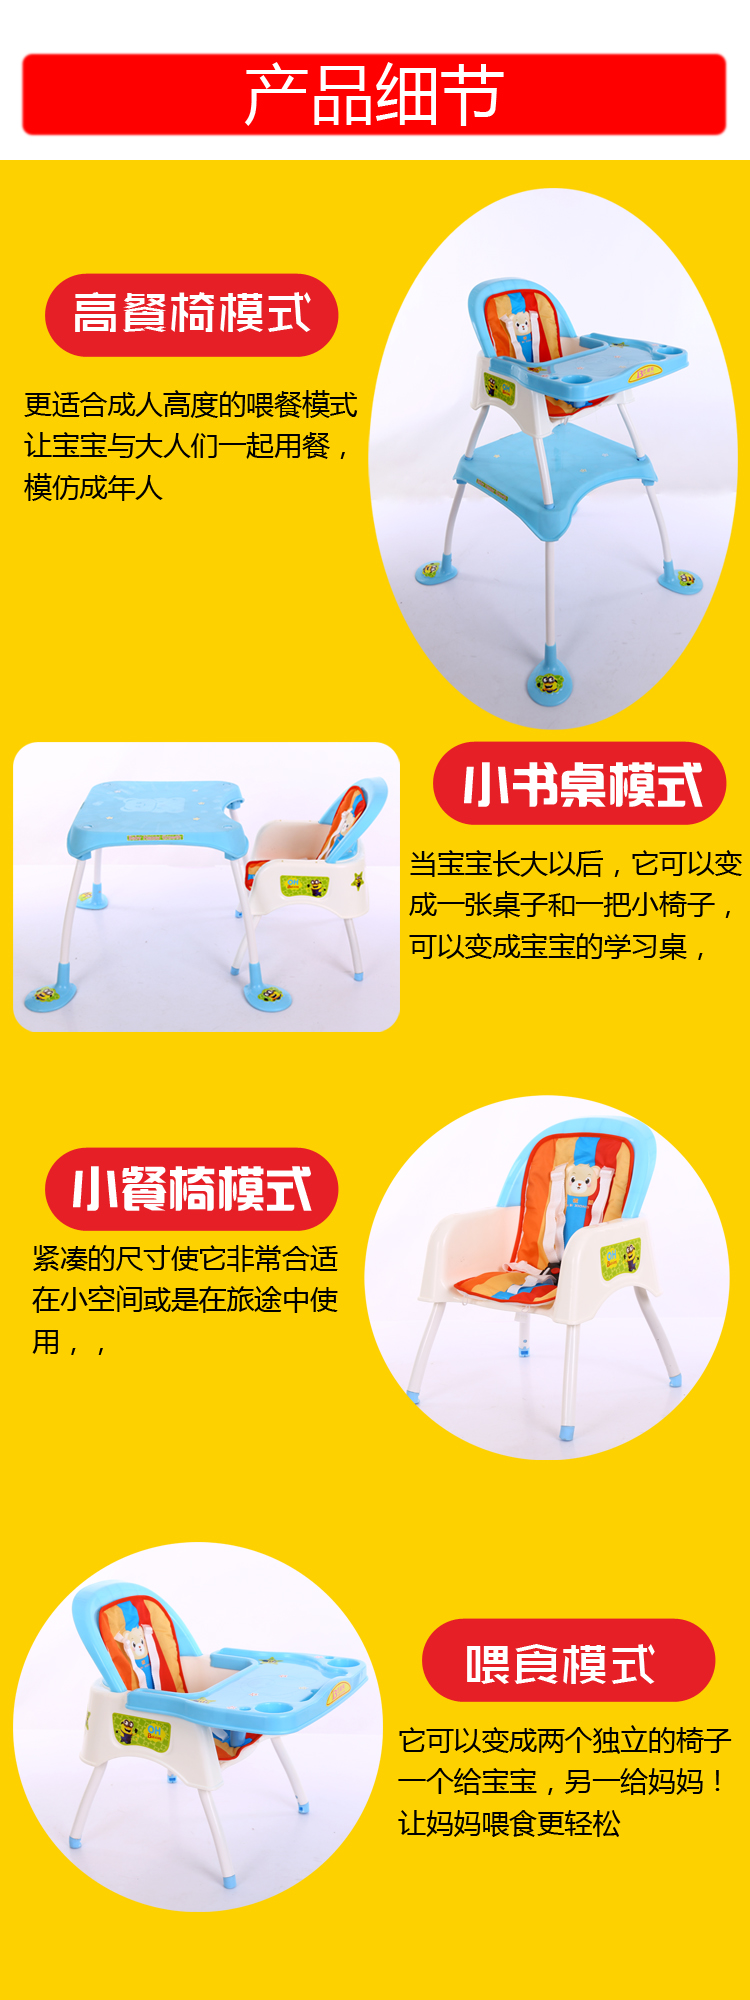 产品细节
高餐椅模式
更适合成人高度的喂餐模式
让宝宝与大人们一起用餐，
模仿成年人
小书桌模式
当宝宝长大以后，它可以变
成一张桌子和一把小椅子，
可以变成宝宝的学习桌，
小餐椅模式
紧凑的尺寸使它非常合适
在小空间或是在旅途中使
用，，
喂食模式
它可以变成两个独立的椅子
一个给宝宝，另一给妈妈！
让妈妈喂食更轻松